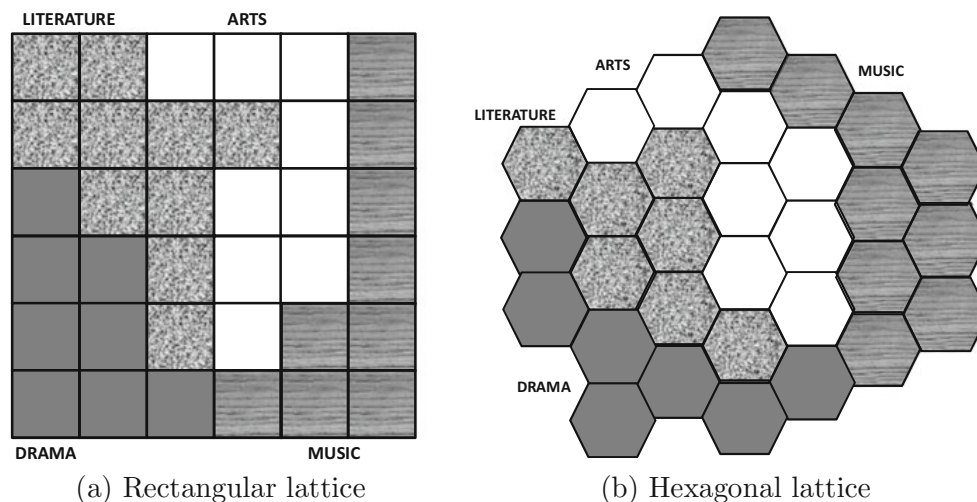 LITERATURE ARTS
DRAMA MUSIC
(a) Rectangular lattice
ARTS
MUSIC
LITERATURE
DRAMA
(b) Hexagonal lattice